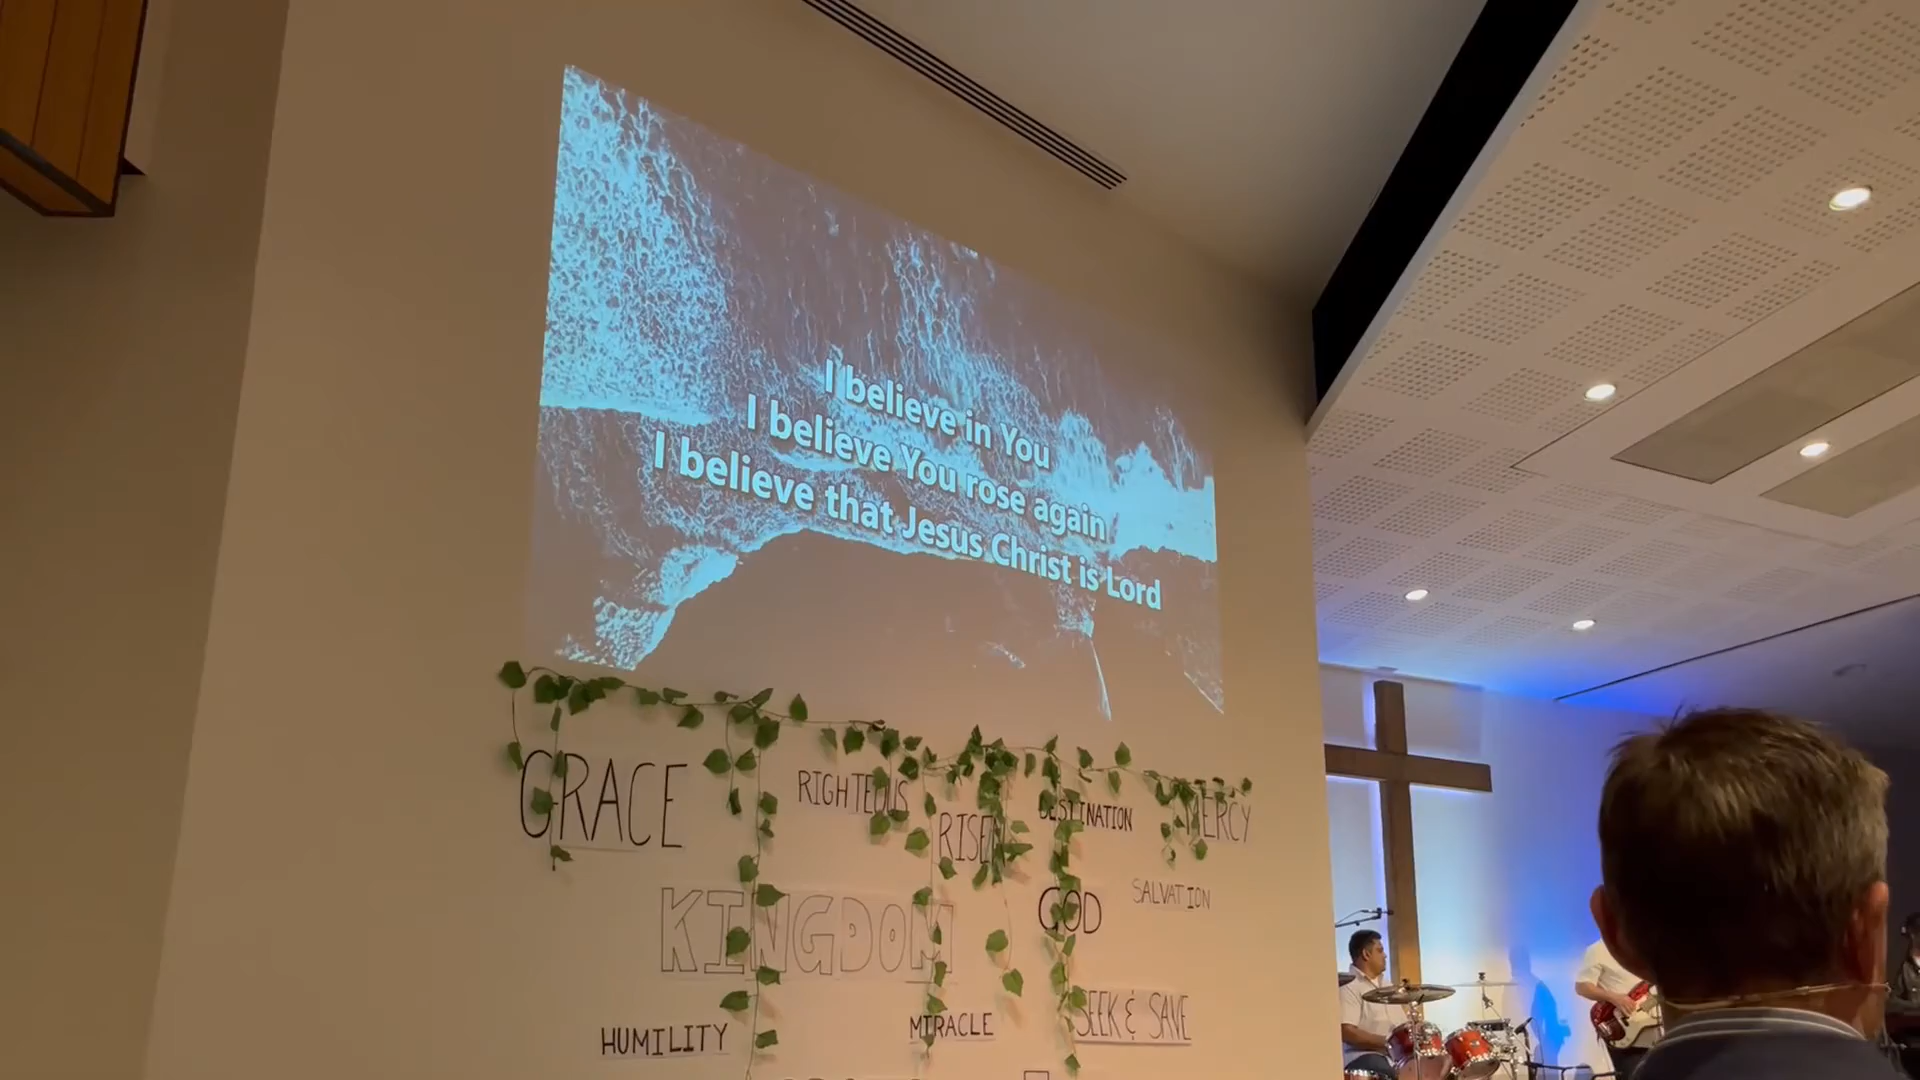 I believe in You
I believe You rose again
I believe that Jesus Christ is Lord
GRACE
RIGHTEOUS
RISEN
DESTINATION
MERCY
KINGDOM
GOD
SALVATION
HUMILITY
MIRACLE
SEEK & SAVE